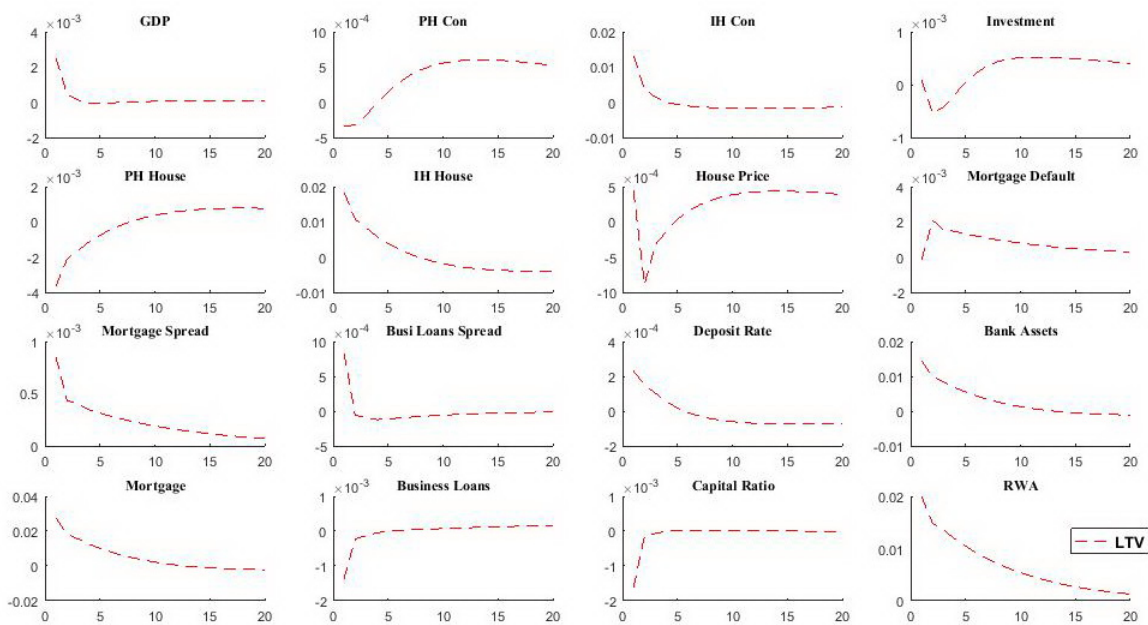 GDP
PH Con
IH Con
Investment
×10^-3
×10^-4
×10^-3
4
2
0
-2
10
5
0
-5
0.02
0.01
0
-0.01
1
0
-1
0 5 10 15 20
0 5 10 15 20
0 5 10 15 20
0 5 10 15 20
PH House
IH House
House Price
Mortgage Default
×10^-3
×10^-4
×10^-3
2
0
-2
-4
0.02
0.01
0
-0.01
5
0
-5
-10
4
2
0
-2
0 5 10 15 20
0 5 10 15 20
0 5 10 15 20
0 5 10 15 20
Mortgage Spread
Busi Loans Spread
Deposit Rate
Bank Assets
×10^-3
×10^-4
×10^-4
1
0.5
0
10
5
0
-5
4
2
0
-2
0.02
0.01
0
-0.01
0 5 10 15 20
0 5 10 15 20
0 5 10 15 20
0 5 10 15 20
Mortgage
Business Loans
Capital Ratio
RWA
×10^-3
×10^-3
0.04
0.02
0
-0.02
1
0
-1
-2
1
0
-1
-2
0.02
0.01
0
LTV
0 5 10 15 20
0 5 10 15 20
0 5 10 15 20
0 5 10 15 20